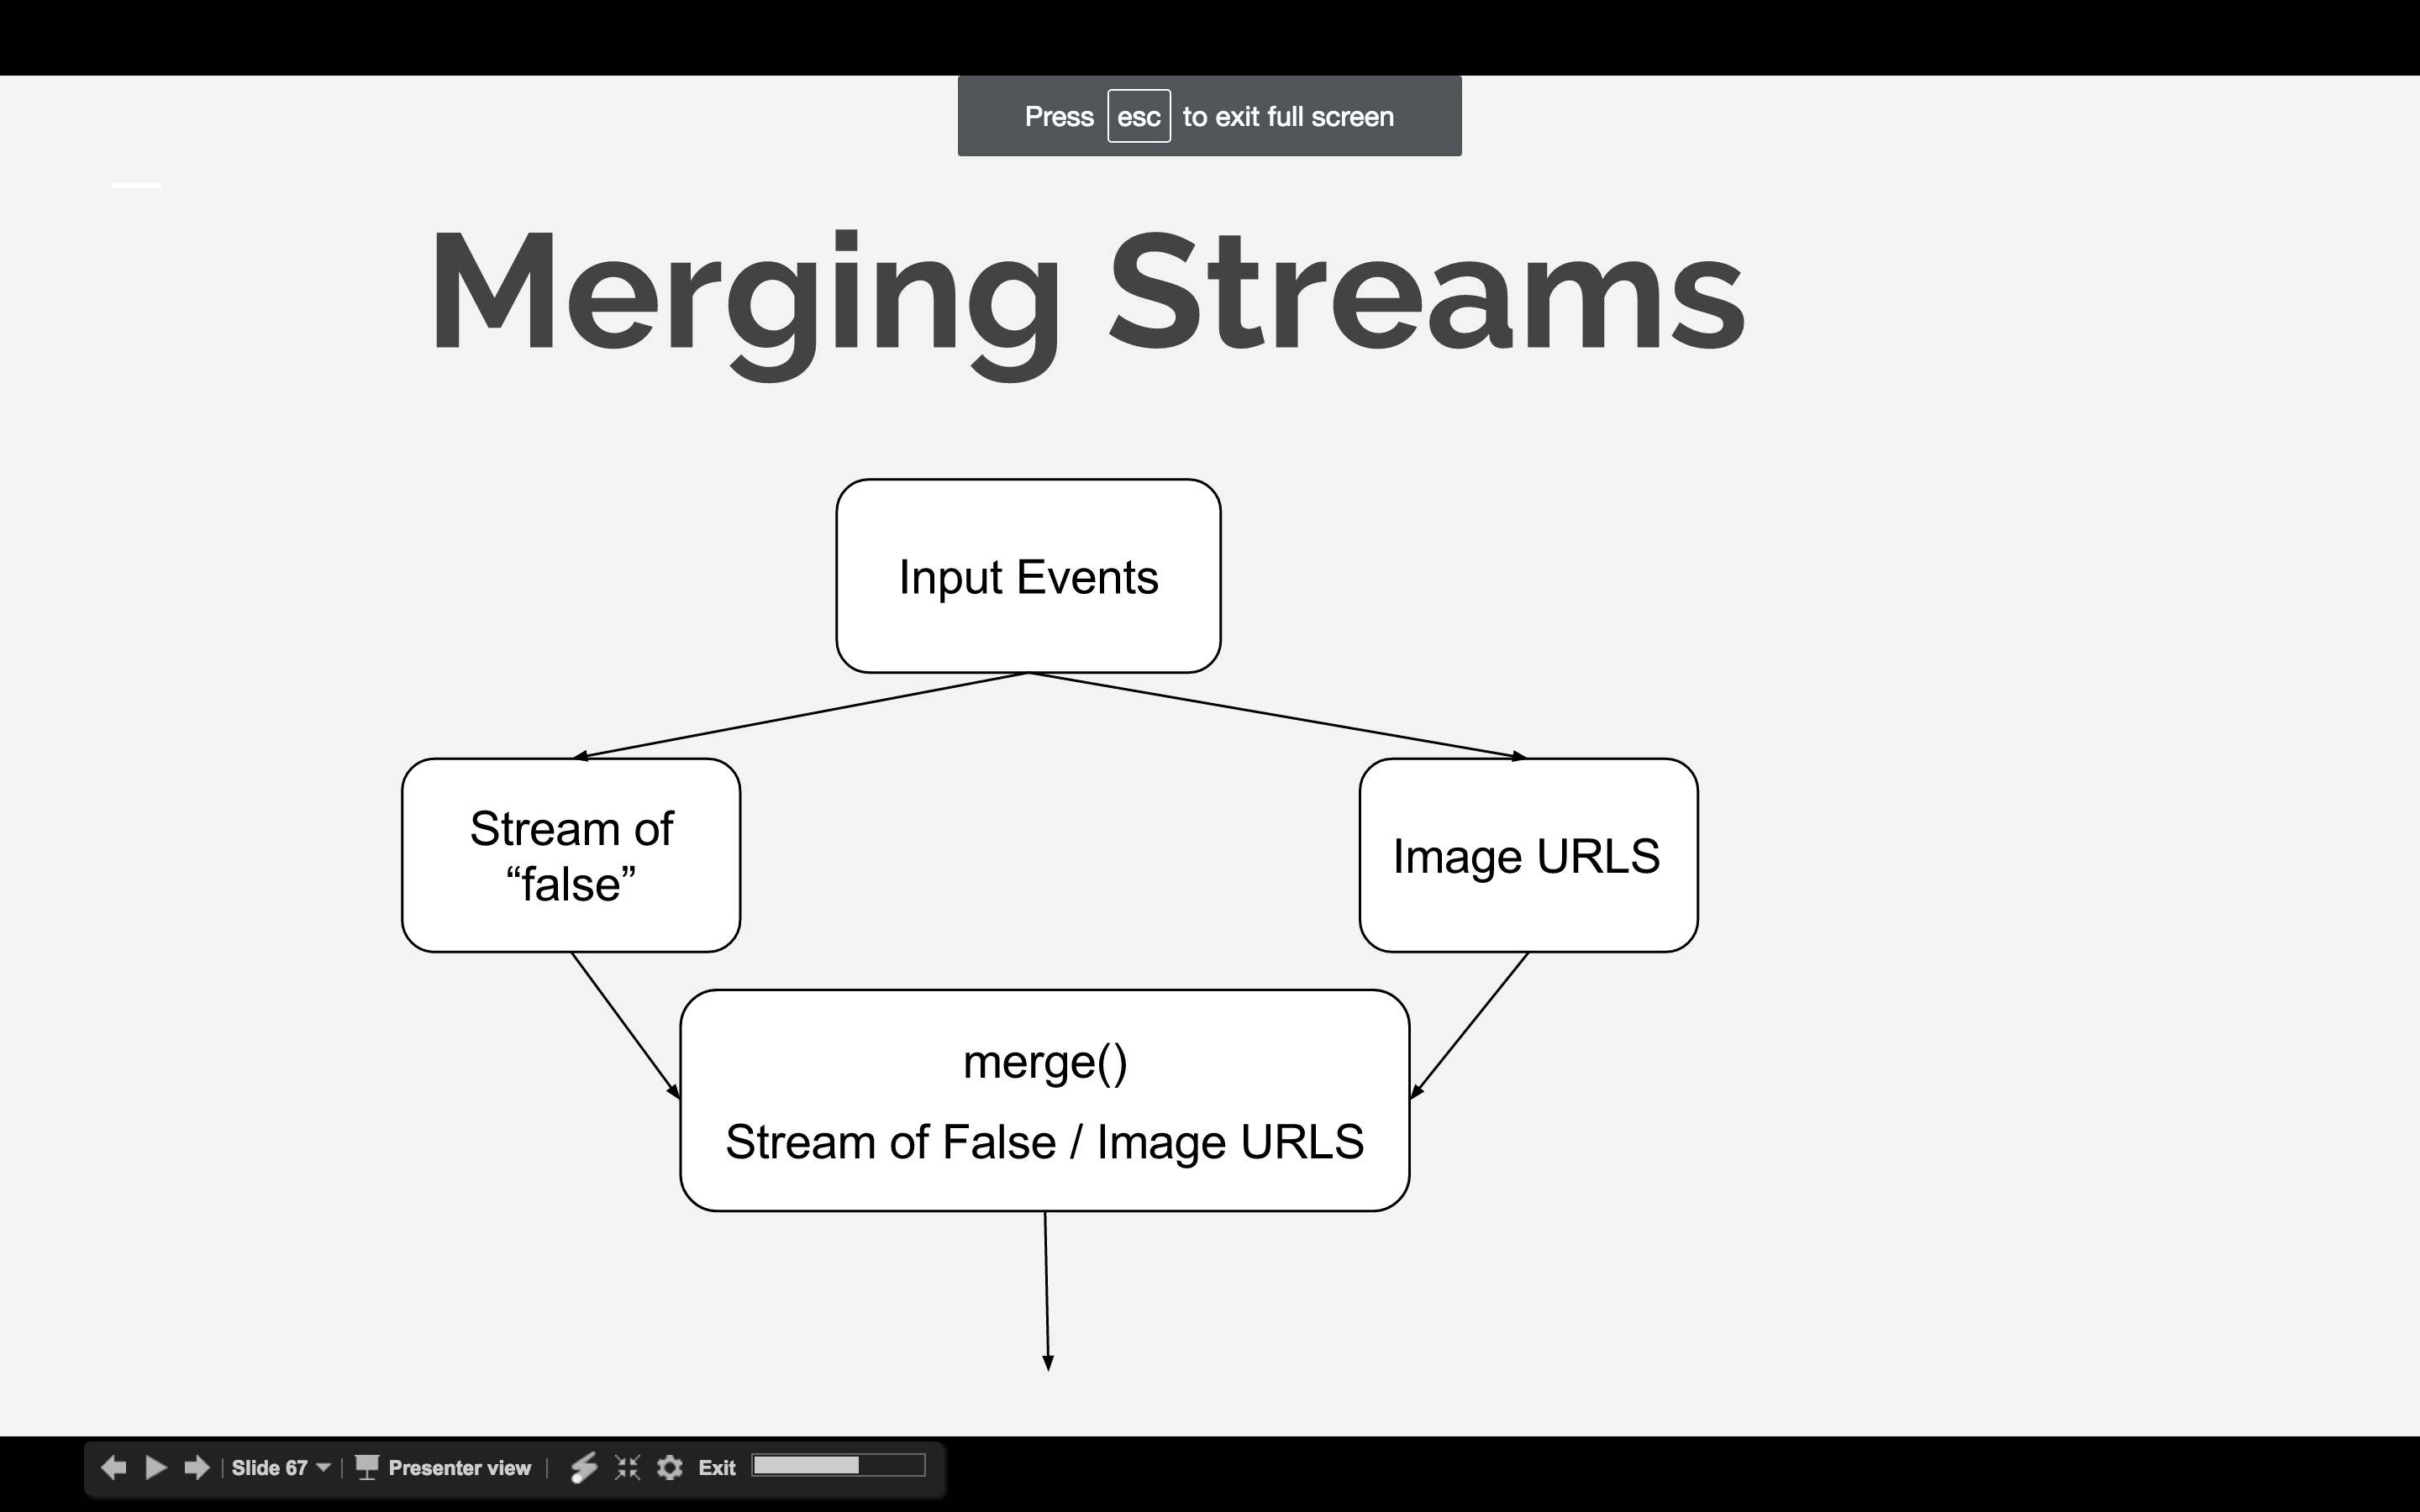 Press esc to exit full screen
Merging Streams
Input Events
Stream of
“false”
Image URLS
merge()
Stream of False / Image URLS
Slide 67
Presenter view
Exit